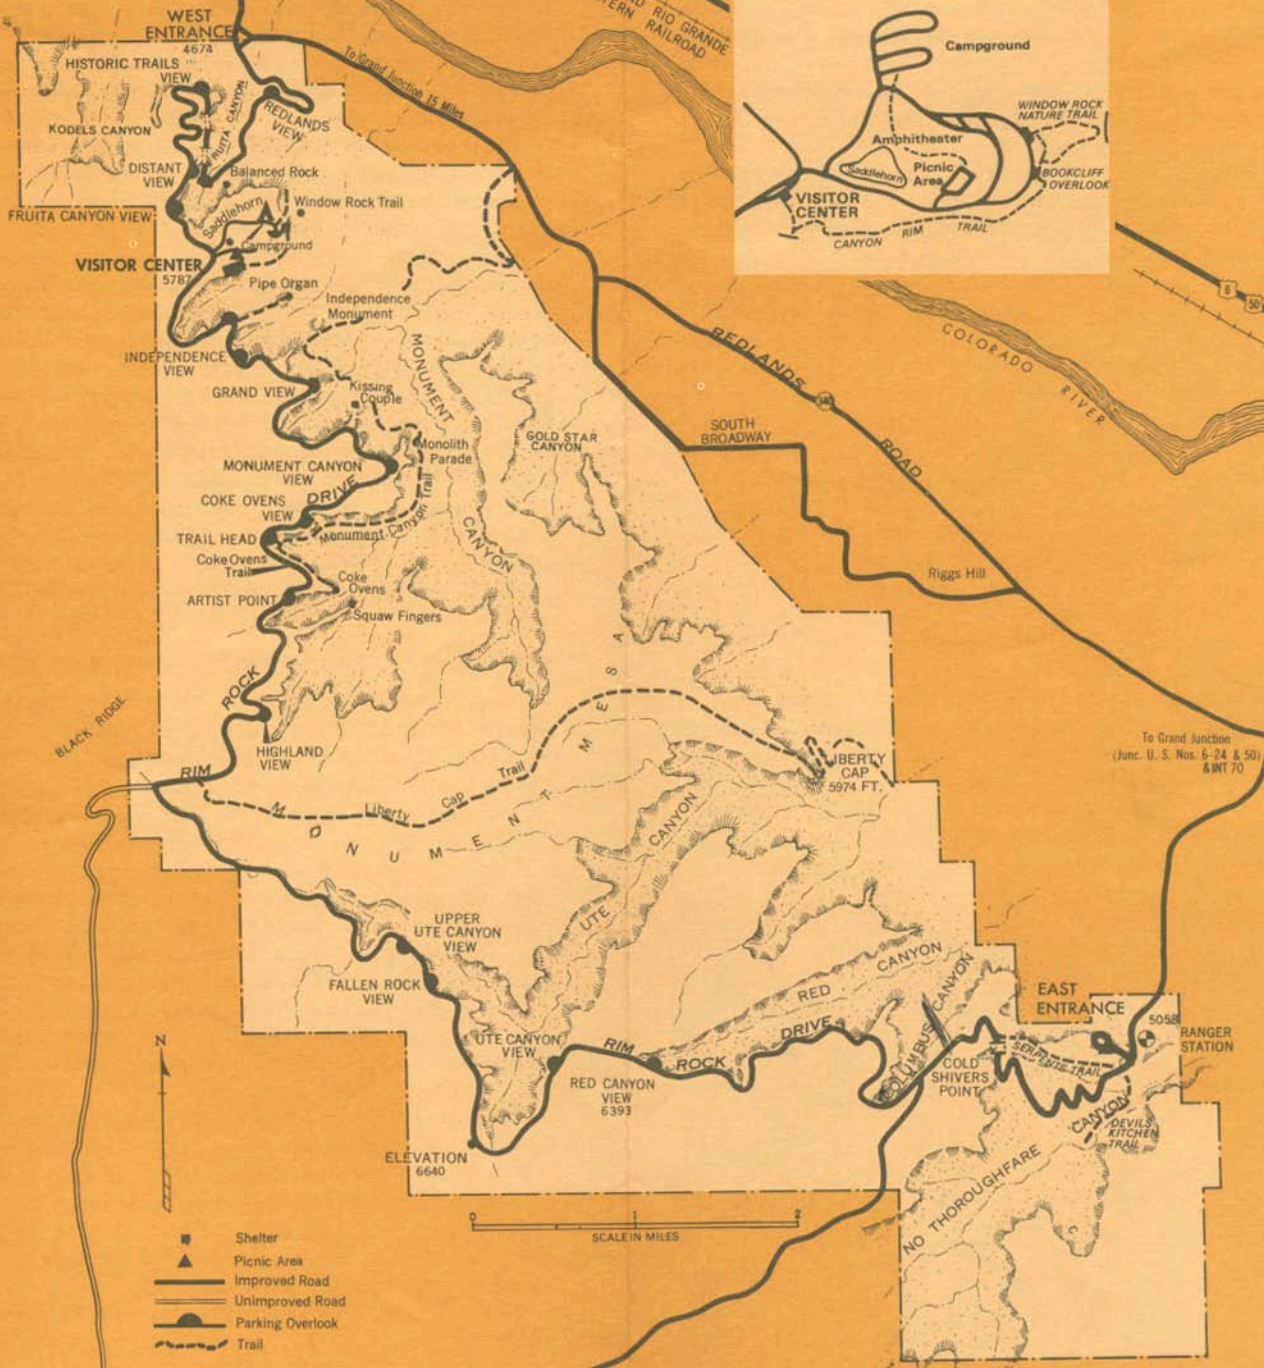 WEST
ENTRANCE
4674
HISTORIC TRAILS
VIEW
KODELS CANYON
FRUITA CANYON
REDLANDS
VIEW
To Grand Junction 15 Miles
RIO GRANDE
RAILROAD
DISTANT
VIEW
Balanced Rock
FRUITA CANYON VIEW
Saddlehorn
Window Rock Trail
Campground
VISITOR CENTER
5787
Pipe Organ
Independence
Monument
INDEPENDENCE
VIEW
GRAND VIEW
Kissing
Couple
MONUMENT
CANYON
Monolith
Parade
MONUMENT CANYON
VIEW
GOLD STAR
CANYON
COKE OVENS
VIEW
DRIVE
TRAIL HEAD
Monument Canyon Trail
Coke Ovens
Trail
Coke
Ovens
ARTIST POINT
Squaw Fingers
ROCK
BLACK RIDGE
HIGHLAND
VIEW
RIM
Liberty Cap Trail
MONUMENT MESA
LIBERTY
CAP
5974 FT.
Campground
WINDOW ROCK
NATURE TRAIL
Amphitheater
Saddlehorn
Picnic
Area
BOOKCLIFF
OVERLOOK
VISITOR
CENTER
CANYON RIM TRAIL
6
50
COLORADO RIVER
REDLANDS
340
ROAD
SOUTH
BROADWAY
Riggs Hill
To Grand Junction
(Junc. U. S. Nos. 6-24 & 50)
& INT 70
UTE CANYON
UPPER
UTE CANYON
VIEW
FALLEN ROCK
VIEW
UTE CANYON
VIEW
RED CANYON
RIM ROCK DRIVE
RED CANYON
VIEW
6393
COLUMBUS CANYON
COLD
SHIVERS
POINT
EAST
ENTRANCE
5058
RANGER
STATION
SERPENTS TRAIL
DEVILS
KITCHEN
TRAIL
NO THOROUGHFARE CANYON
ELEVATION
6640
N
0 1 2
SCALE IN MILES
Shelter
Picnic Area
Improved Road
Unimproved Road
Parking Overlook
Trail